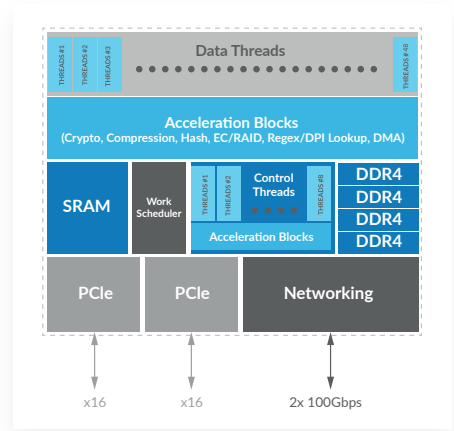 THREADS #1
THREADS #2
THREADS #3
Data Threads
THREADS #48
Acceleration Blocks
(Crypto, Compression, Hash, EC/RAID, Regex/DPI Lookup, DMA)
SRAM
Work
Scheduler
THREADS #1
THREADS #2
Control
Threads
THREADS #8
Acceleration Blocks
DDR4
DDR4
DDR4
DDR4
PCIe
PCIe
Networking
x16
x16
2x 100Gbps